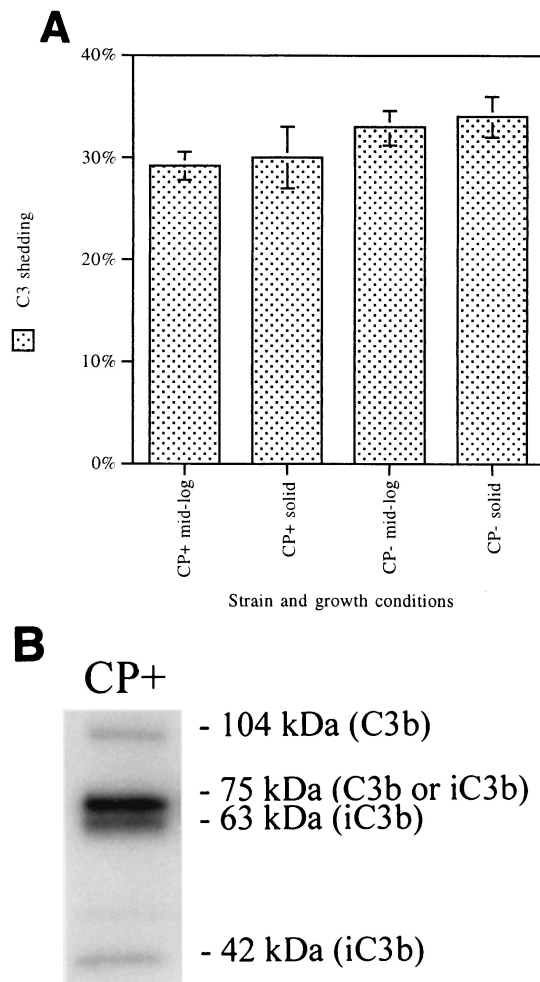 A
40%
30%
20%
10%
0%
C3 shedding
CP+ mid-log
CP+ solid
CP- mid-log
CP- solid
Strain and growth conditions
B
CP+
- 104 kDa (C3b)
- 75 kDa (C3b or iC3b)
- 63 kDa (iC3b)
- 42 kDa (iC3b)